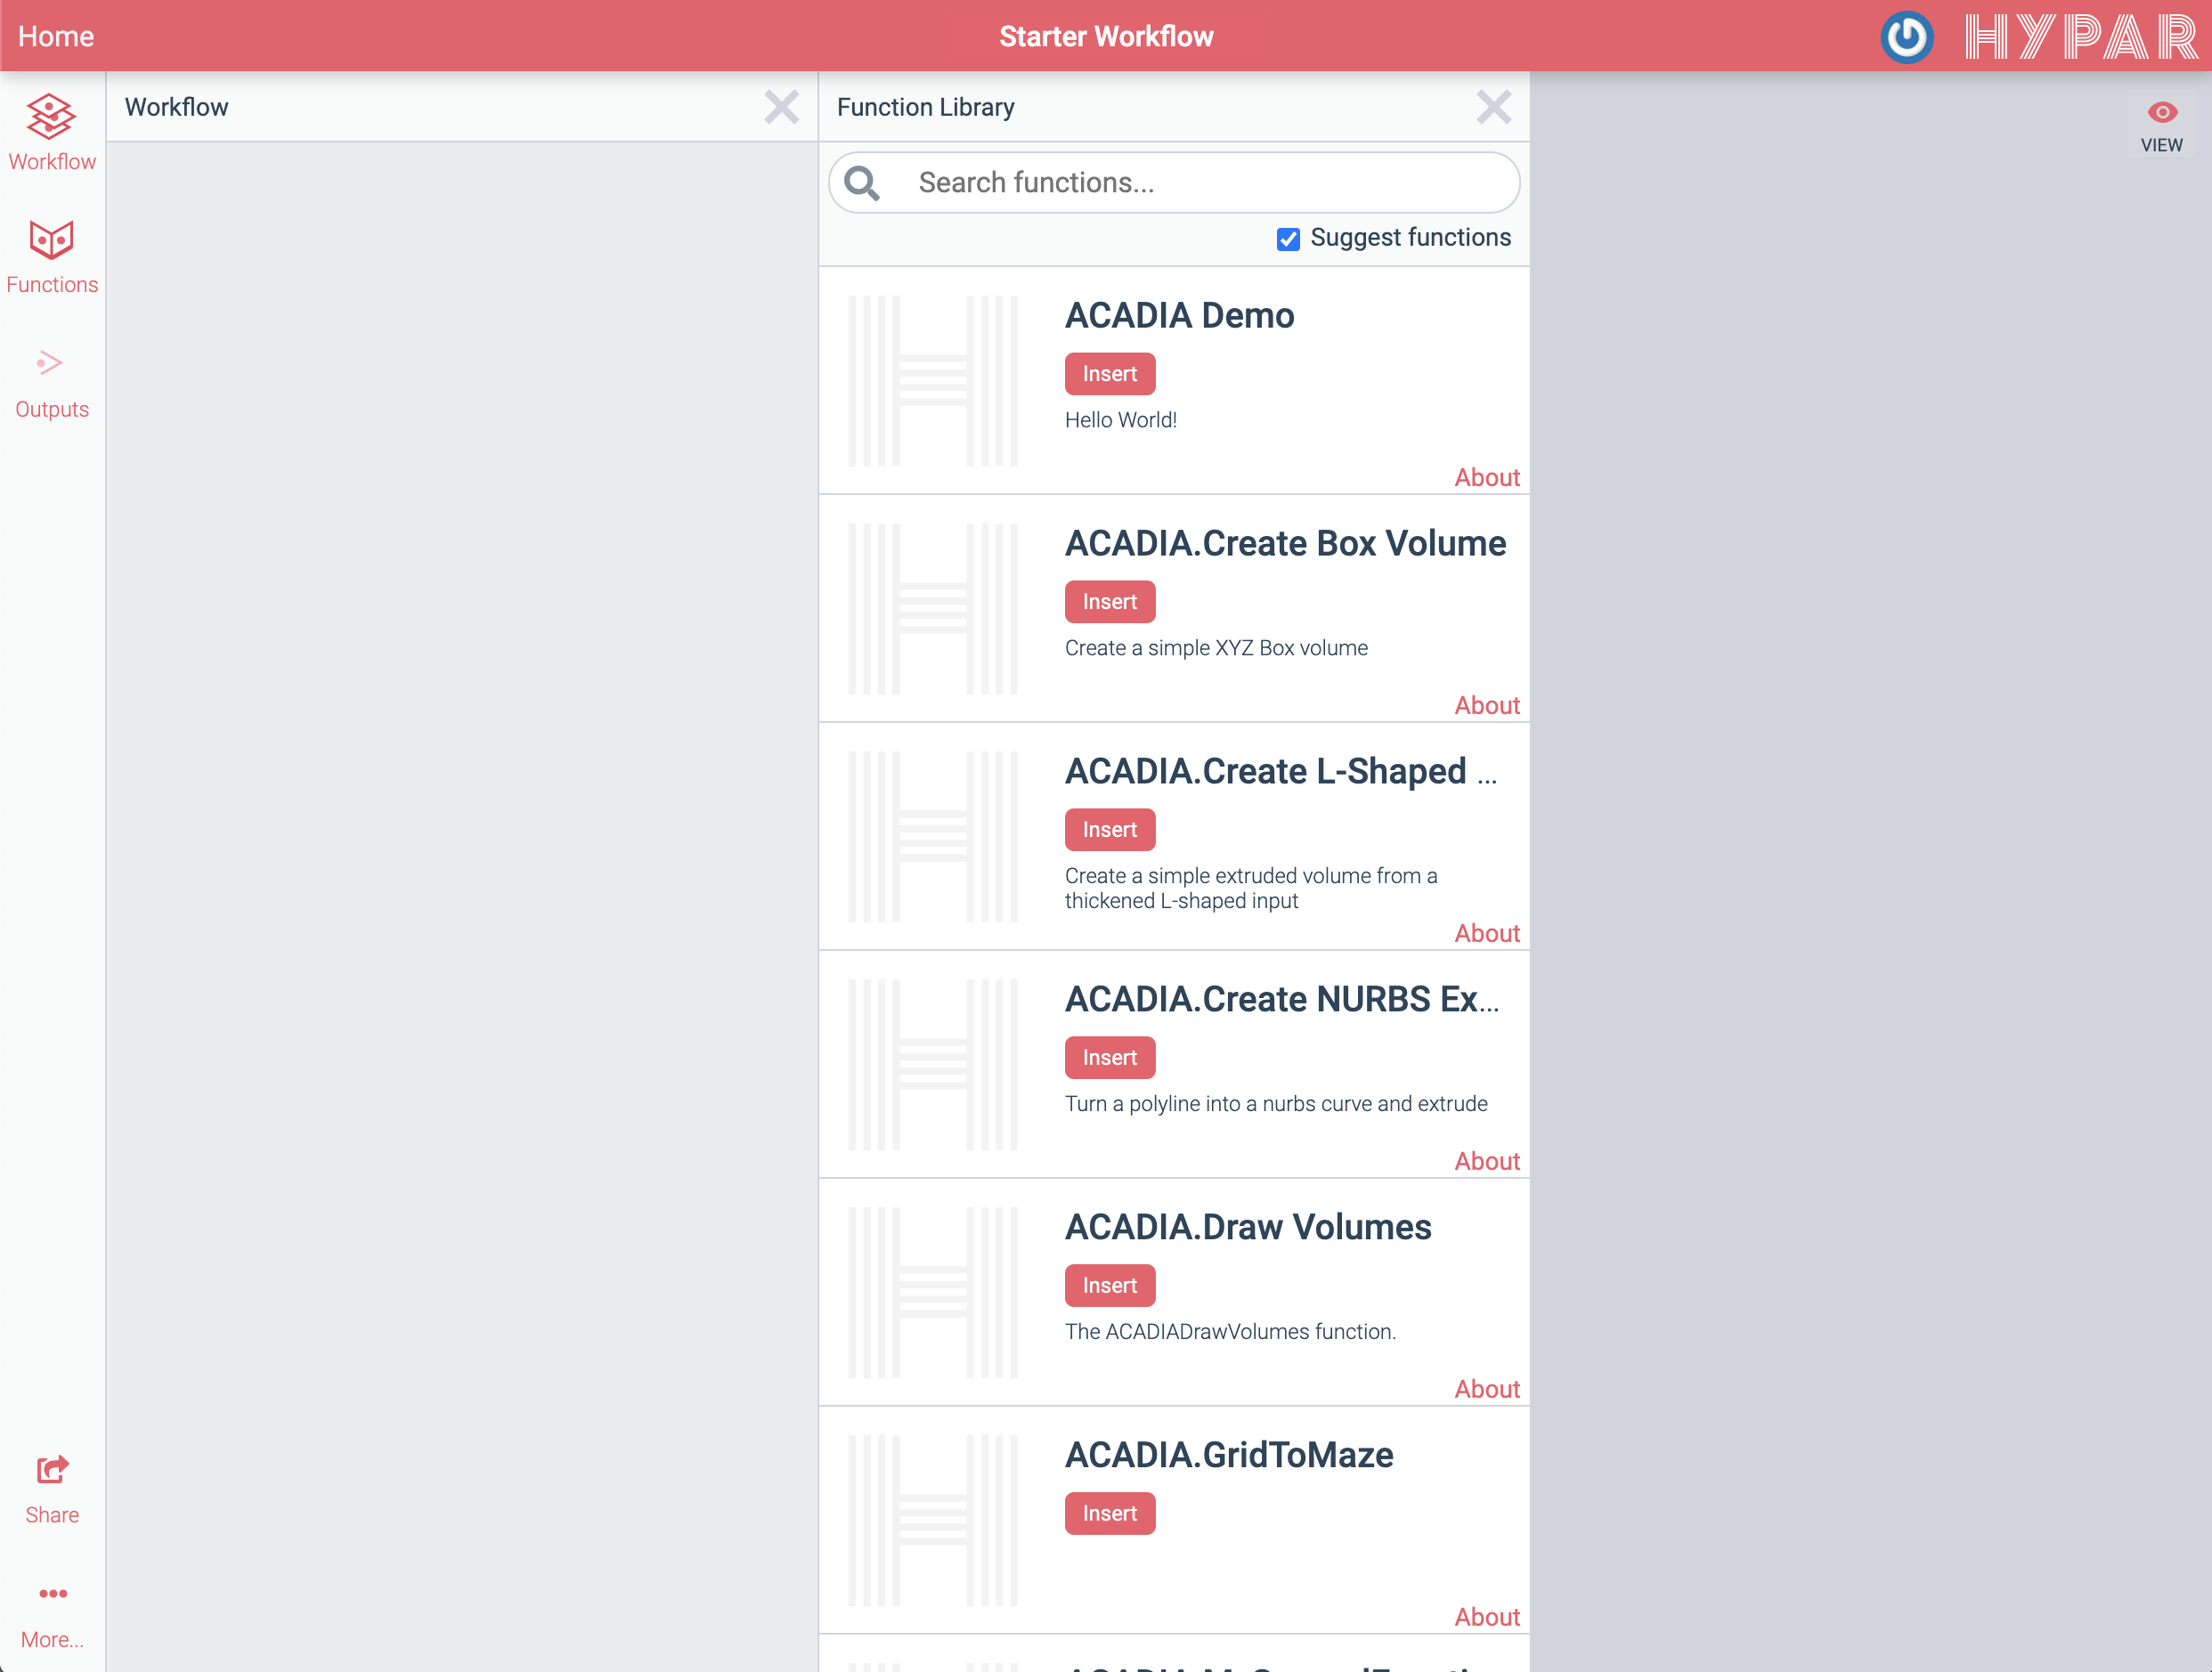 Home
Starter Workflow
HYPAR
Workflow
Functions
Outputs
Share
More...
Workflow
Function Library
VIEW
Search functions...
Suggest functions
ACADIA Demo
Insert
Hello World!
About
ACADIA.Create Box Volume
Insert
Create a simple XYZ Box volume
About
ACADIA.Create L-Shaped ...
Insert
Create a simple extruded volume from a
thickened L-shaped input
About
ACADIA.Create NURBS Ex...
Insert
Turn a polyline into a nurbs curve and extrude
About
ACADIA.Draw Volumes
Insert
The ACADIADrawVolumes function.
About
ACADIA.GridToMaze
Insert
About